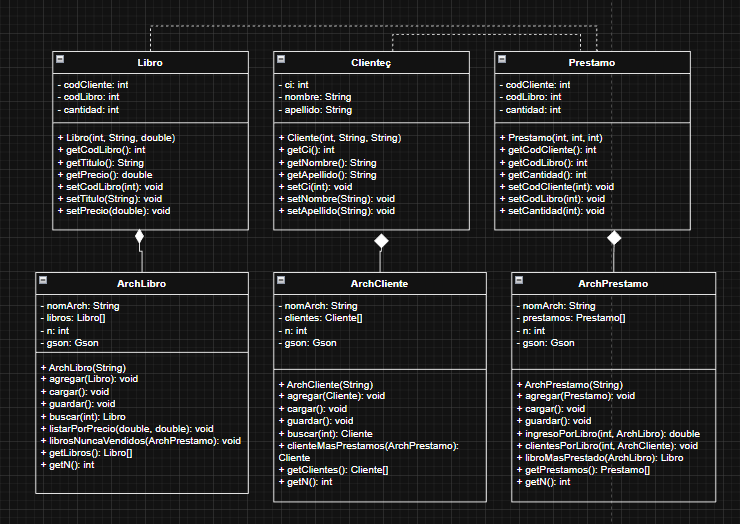 Libro
- codCliente: int
- codLibro: int
- cantidad: int
+ Libro(int, String, double)
+ getCodLibro(): int
+ getTitulo(): String
+ getPrecio(): double
+ setCodLibro(int): void
+ setTitulo(String): void
+ setPrecio(double): void
Clienteç
- ci: int
- nombre: String
- apellido: String
+ Cliente(int, String, String)
+ getCi(): int
+ getNombre(): String
+ getApellido(): String
+ setCi(int): void
+ setNombre(String): void
+ setApellido(String): void
Prestamo
- codCliente: int
- codLibro: int
- cantidad: int
+ Prestamo(int, int, int)
+ getCodCliente(): int
+ getCodLibro(): int
+ getCantidad(): int
+ setCodCliente(int): void
+ setCodLibro(int): void
+ setCantidad(int): void
ArchLibro
- nomArch: String
- libros: Libro[]
- n: int
- gson: Gson
+ ArchLibro(String)
+ agregar(Libro): void
+ cargar(): void
+ guardar(): void
+ buscar(int): Libro
+ listarPorPrecio(double, double): void
+ librosNuncaVendidos(ArchPrestamo): void
+ getLibros(): Libro[]
+ getN(): int
ArchCliente
- nomArch: String
- clientes: Cliente[]
- n: int
- gson: Gson
+ ArchCliente(String)
+ agregar(Cliente): void
+ cargar(): void
+ guardar(): void
+ buscar(int): Cliente
+ clienteMasPrestamos(ArchPrestamo):
Cliente
+ getClientes(): Cliente[]
+ getN(): int
ArchPrestamo
- nomArch: String
- prestamos: Prestamo[]
- n: int
- gson: Gson
+ ArchPrestamo(String)
+ agregar(Prestamo): void
+ cargar(): void
+ guardar(): void
+ ingresoPorLibro(int, ArchLibro): double
+ clientesPorLibro(int, ArchCliente): void
+ libroMasPrestado(ArchLibro): Libro
+ getPrestamos(): Prestamo[]
+ getN(): int